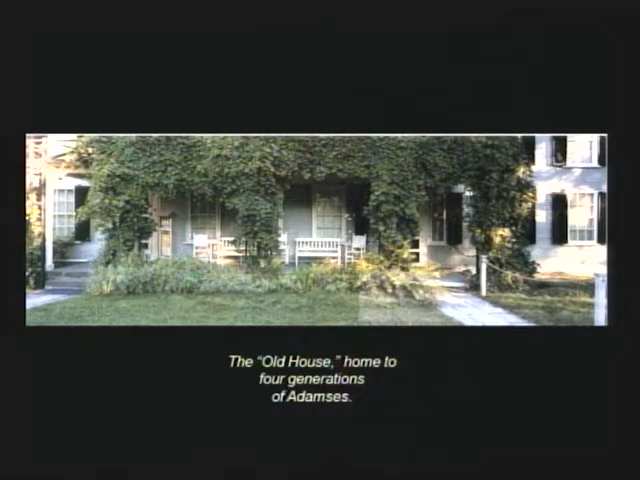 The “Old House,” home to
four generations
of Adamses.